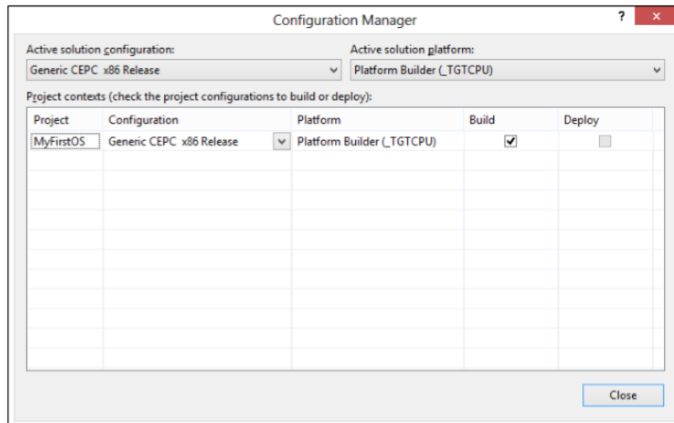 Configuration Manager
? x
Active solution configuration: Active solution platform:
Generic CEPC x86 Release Platform Builder (_TGTCPU)
Project contexts (check the project configurations to build or deploy):
Project Configuration Platform Build Deploy
MyFirstOS Generic CEPC x86 Release Platform Builder (_TGTCPU)
Close